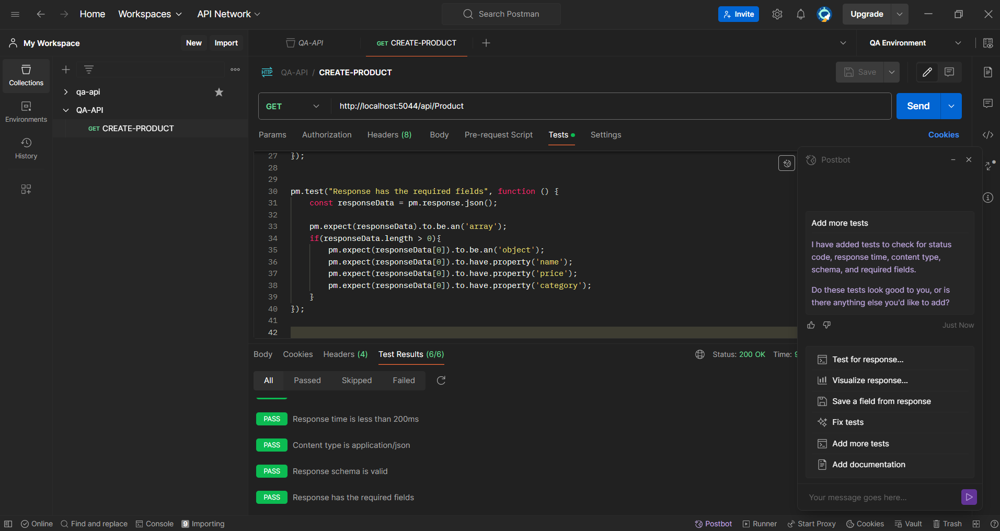 Home Workspaces API Network Search Postman Invite Upgrade
My Workspace New Import QA-API GET CREATE-PRODUCT QA Environment
Collections
Environments
History
qa-api
QA-API
GET CREATE-PRODUCT
HTTP QA-API / CREATE-PRODUCT Save
GET http://localhost:5044/api/Product Send
Params Authorization Headers (8) Body Pre-request Script Tests Settings Cookies
27 });
28
29
30 pm.test("Response has the required fields", function () {
31 const responseData = pm.response.json();
32
33 pm.expect(responseData).to.be.an('array');
34 if(responseData.length > 0){
35 pm.expect(responseData[0]).to.be.an('object');
36 pm.expect(responseData[0]).to.have.property('name');
37 pm.expect(responseData[0]).to.have.property('price');
38 pm.expect(responseData[0]).to.have.property('category');
39 }
40 });
41
42
Body Cookies Headers (4) Test Results (6/6) Status: 200 OK Time:
All Passed Skipped Failed
PASS Response time is less than 200ms
PASS Content type is application/json
PASS Response schema is valid
PASS Response has the required fields
Postbot
Add more tests
I have added tests to check for status
code, response time, content type,
schema, and required fields.
Do these tests look good to you, or is
there anything else you'd like to add?
Just Now
Test for response...
Visualize response...
Save a field from response
Fix tests
Add more tests
Add documentation
Your message goes here...
Online Find and replace Console 9 Importing Postbot Runner Start Proxy Cookies Vault Trash